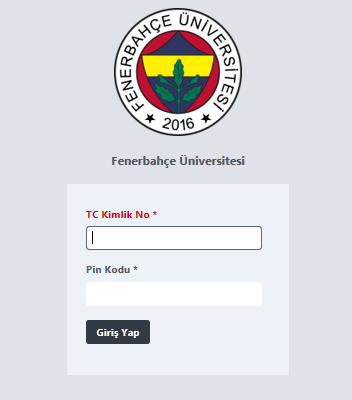 FENERBAHÇE ÜNİVERSİTESİ
★ 2016 ★
Fenerbahçe Üniversitesi
TC Kimlik No *
Pin Kodu *
Giriş Yap